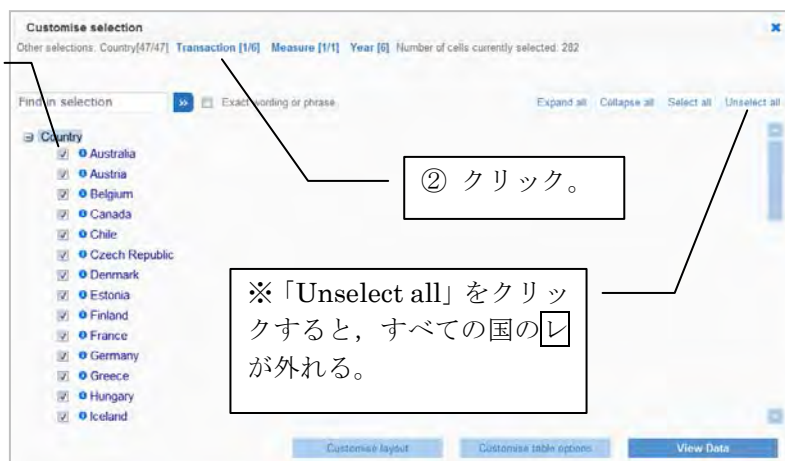 Customise selection
Other selections: Country[47/47] Transaction [1/6] Measure [1/1] Year [6] Number of cells currently selected: 282
Find in selection » Exact wording or phrase Expand all Collapse all Select all Unselect all
Country
Australia
Austria
Belgium
Canada
Chile
Czech Republic
Denmark
Estonia
Finland
France
Germany
Greece
Hungary
Iceland
② クリック。
※「Unselect all」をクリッ
クすると，すべての国のレ
が外れる。
Customise layout Customise table options View Data